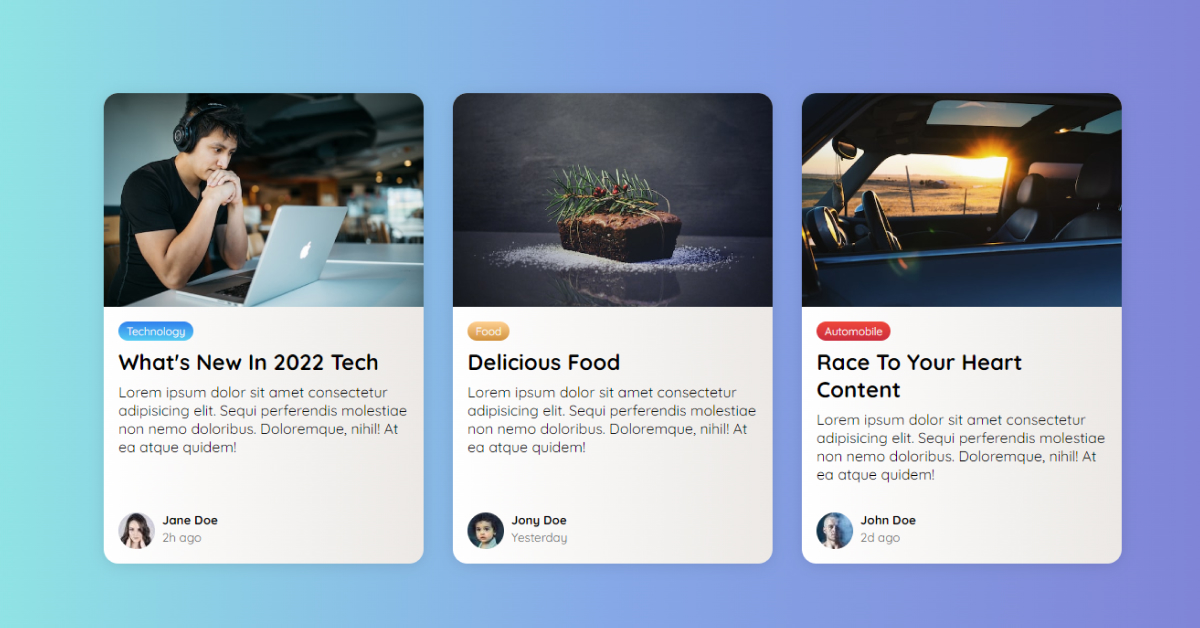 Technology
What's New In 2022 Tech
Lorem ipsum dolor sit amet consectetur
adipisicing elit. Sequi perferendis molestiae
non nemo doloribus. Doloremque, nihil! At
ea atque quidem!
Jane Doe
2h ago
Food
Delicious Food
Lorem ipsum dolor sit amet consectetur
adipisicing elit. Sequi perferendis molestiae
non nemo doloribus. Doloremque, nihil! At
ea atque quidem!
Jony Doe
Yesterday
Automobile
Race To Your Heart
Content
Lorem ipsum dolor sit amet consectetur
adipisicing elit. Sequi perferendis molestiae
non nemo doloribus. Doloremque, nihil! At
ea atque quidem!
John Doe
2d ago